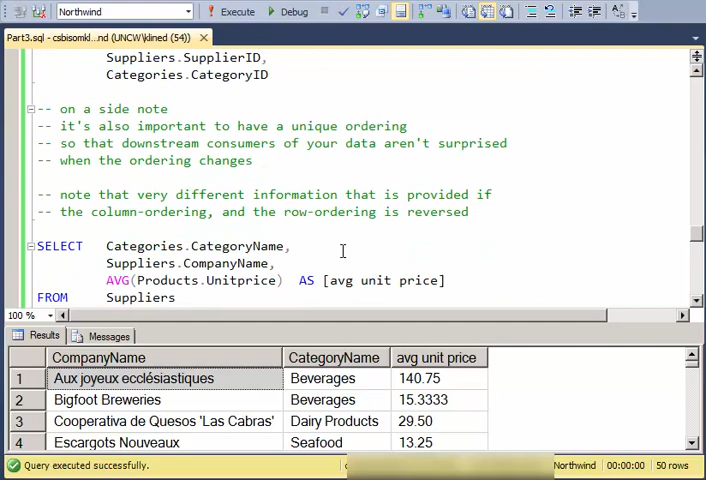 Northwind Execute Debug
Part3.sql - csbisomkl...nd (UNCW\klined (54))
Suppliers.SupplierID,
Categories.CategoryID
-- on a side note
-- it's also important to have a unique ordering
-- so that downstream consumers of your data aren't surprised
-- when the ordering changes
-- note that very different information that is provided if
-- the column-ordering, and the row-ordering is reversed
SELECT Categories.CategoryName,
Suppliers.CompanyName,
AVG(Products.Unitprice) AS [avg unit price]
FROM Suppliers
100 %
Results Messages
CompanyName CategoryName avg unit price
1 Aux joyeux ecclésiastiques Beverages 140.75
2 Bigfoot Breweries Beverages 15.3333
3 Cooperativa de Quesos 'Las Cabras' Dairy Products 29.50
4 Escargots Nouveaux Seafood 13.25
Query executed successfully. Northwind 00:00:00 50 rows